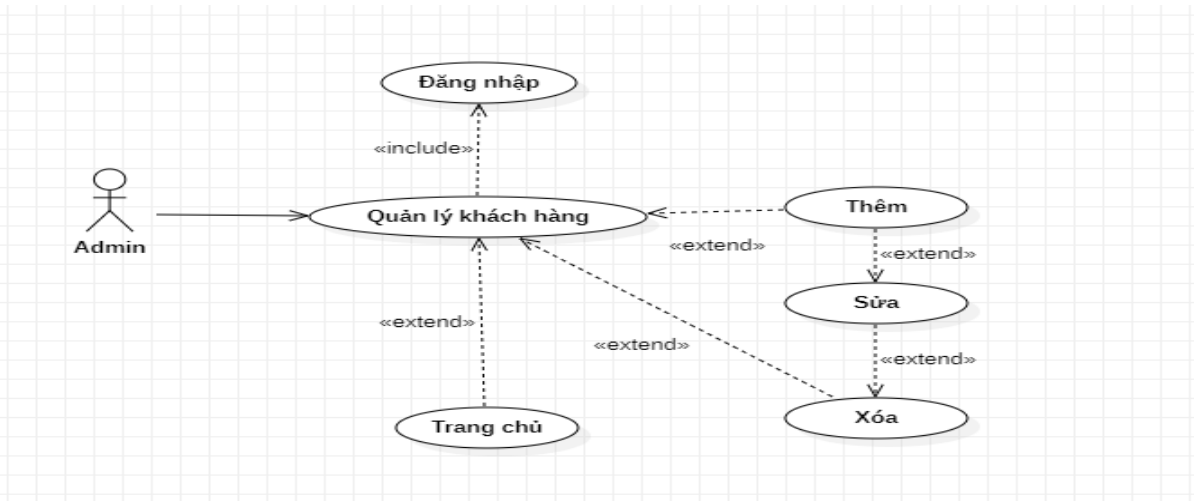 Đăng nhập
«include»
Admin
Quản lý khách hàng
Thêm
«extend»
«extend»
Sửa
«extend»
«extend»
«extend»
Trang chủ
Xóa